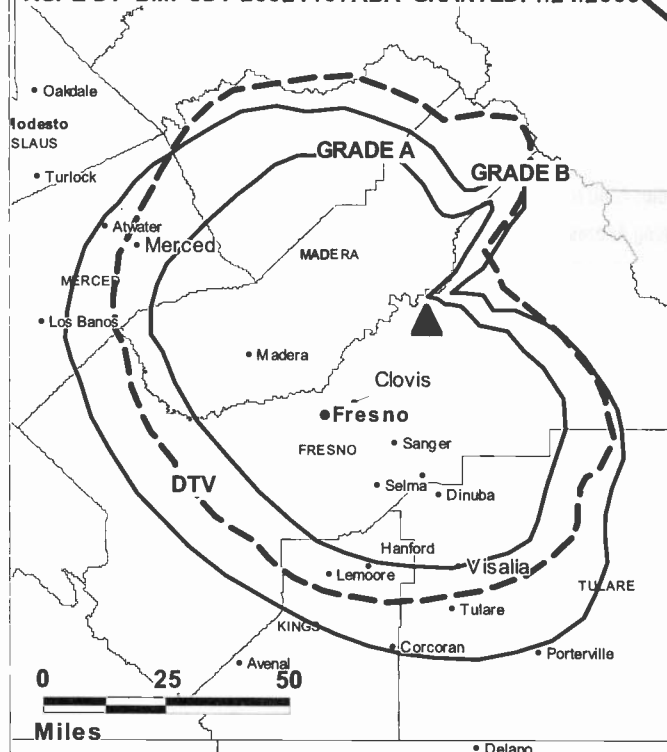 Oakdale
Modesto
SLAUS
Turlock
GRADE A
GRADE B
Atwater
Merced
MADERA
MERCED
Los Banos
Madera
Clovis
Fresno
Sanger
FRESNO
DTV
Selma
Dinuba
Hanford
Lemoore
Visalia
TULARE
Tulare
KINGS
Corcoran
Porterville
Avenal
0 25 50
Miles
Delano